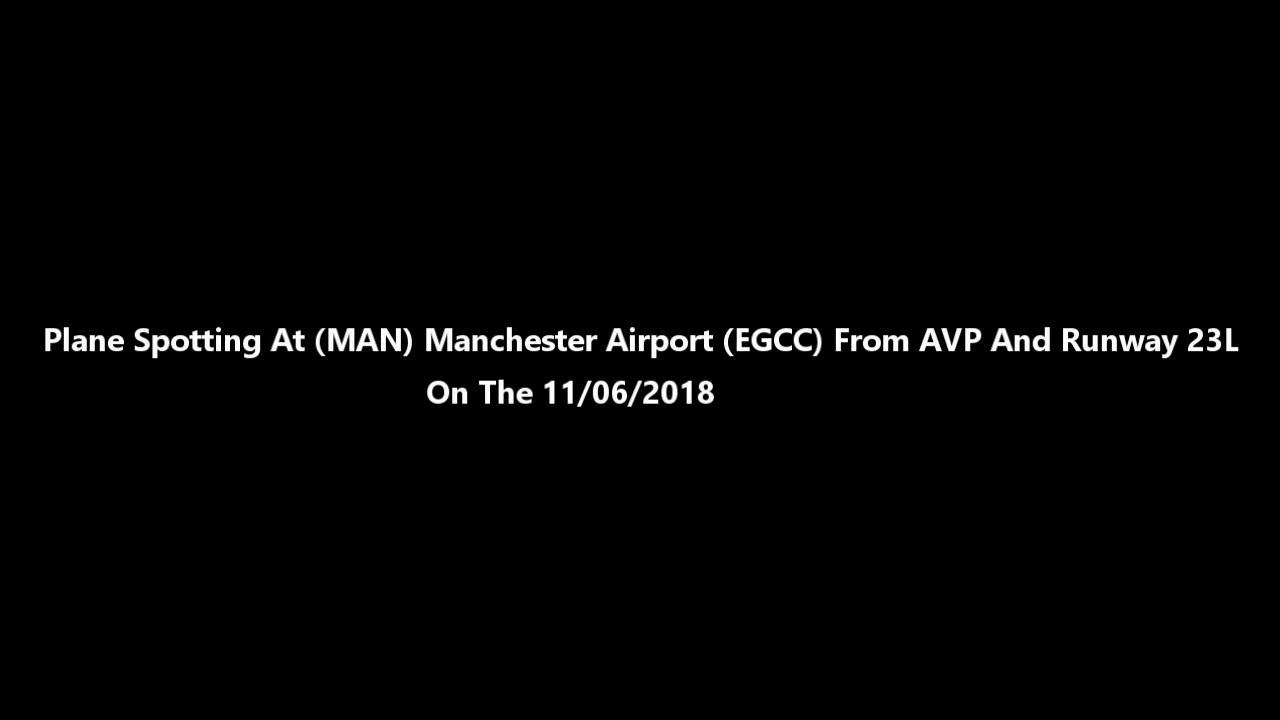 Plane Spotting At (MAN) Manchester Airport (EGCC) From AVP And Runway 23L
On The 11/06/2018